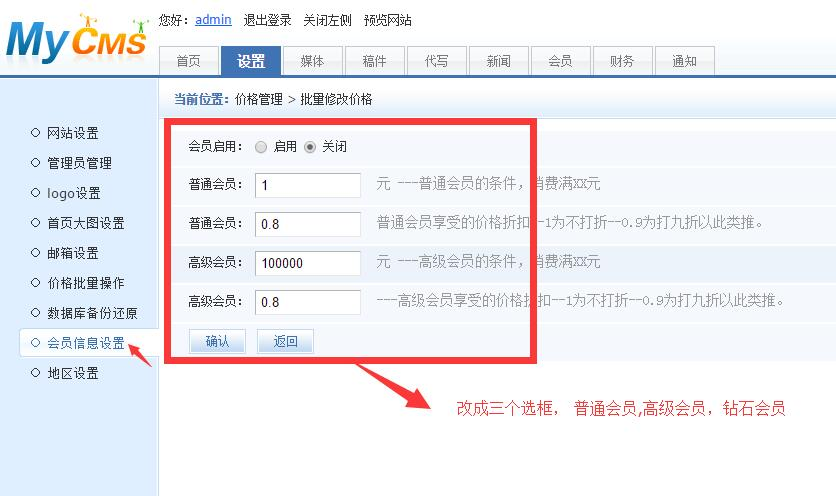 MyCMS
您好：admin 退出登录 关闭左侧 预览网站
首页 设置 媒体 稿件 代写 新闻 会员 财务 通知
当前位置：价格管理 > 批量修改价格
网站设置
管理员管理
logo设置
首页大图设置
邮箱设置
价格批量操作
数据库备份还原
会员信息设置
地区设置
会员启用： 启用 关闭
普通会员： 1 元 ---普通会员的条件，消费满XX元
普通会员： 0.8 普通会员享受的价格折扣--1为不打折--0.9为打九折以此类推。
高级会员： 100000 元 ---高级会员的条件，消费满XX元
高级会员： 0.8 ---高级会员享受的价格折扣--1为不打折--0.9为打九折以此类推。
确认 返回
改成三个选框， 普通会员,高级会员，钻石会员